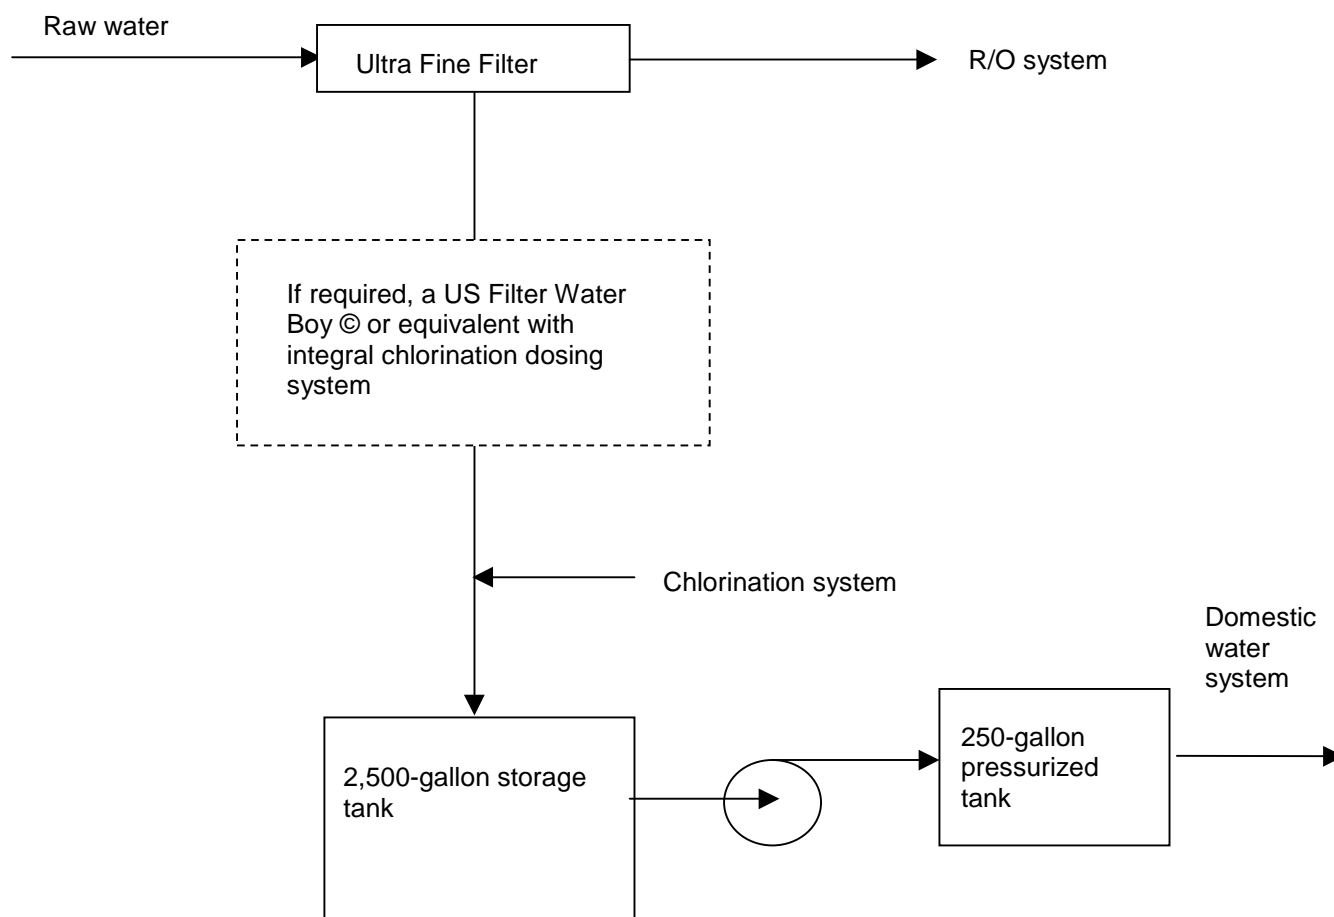 Raw water
Ultra Fine Filter
R/O system
If required, a US Filter Water
Boy © or equivalent with
integral chlorination dosing
system
Chlorination system
Domestic
water
system
2,500-gallon storage
tank
250-gallon
pressurized
tank